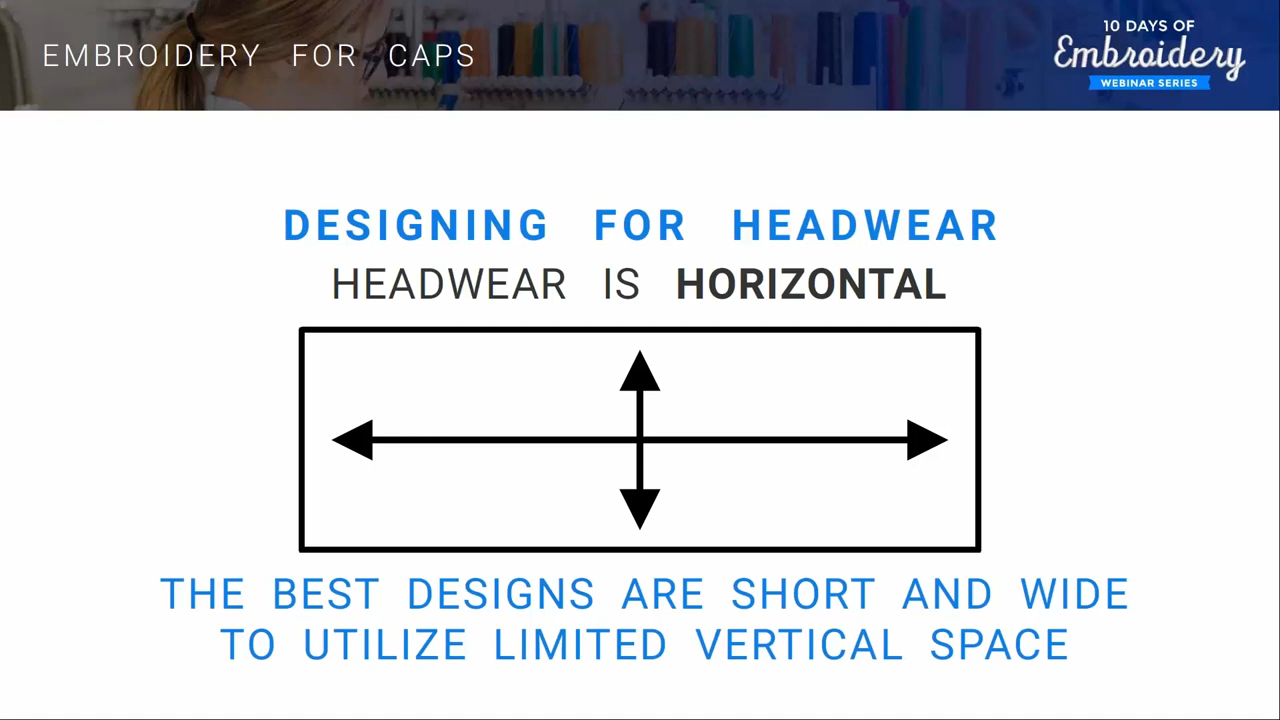 EMBROIDERY FOR CAPS
10 DAYS OF
Embroidery
WEBINAR SERIES
DESIGNING FOR HEADWEAR
HEADWEAR IS HORIZONTAL
THE BEST DESIGNS ARE SHORT AND WIDE
TO UTILIZE LIMITED VERTICAL SPACE